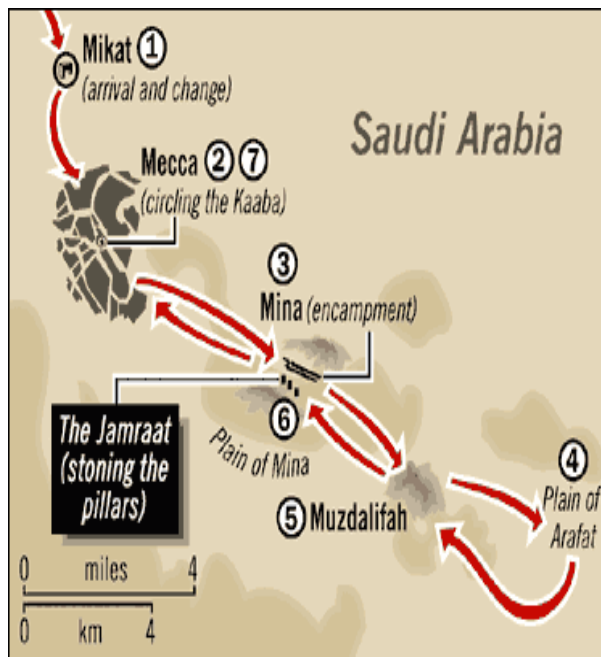 Mikat 1
(arrival and change)
Saudi Arabia
Mecca 2 7
(circling the Kaaba)
3
Mina (encampment)
The Jamraat
(stoning the
pillars)
6
Plain of Mina
4
Plain of
Arafat
5 Muzdalifah
0 miles 4
0 km 4